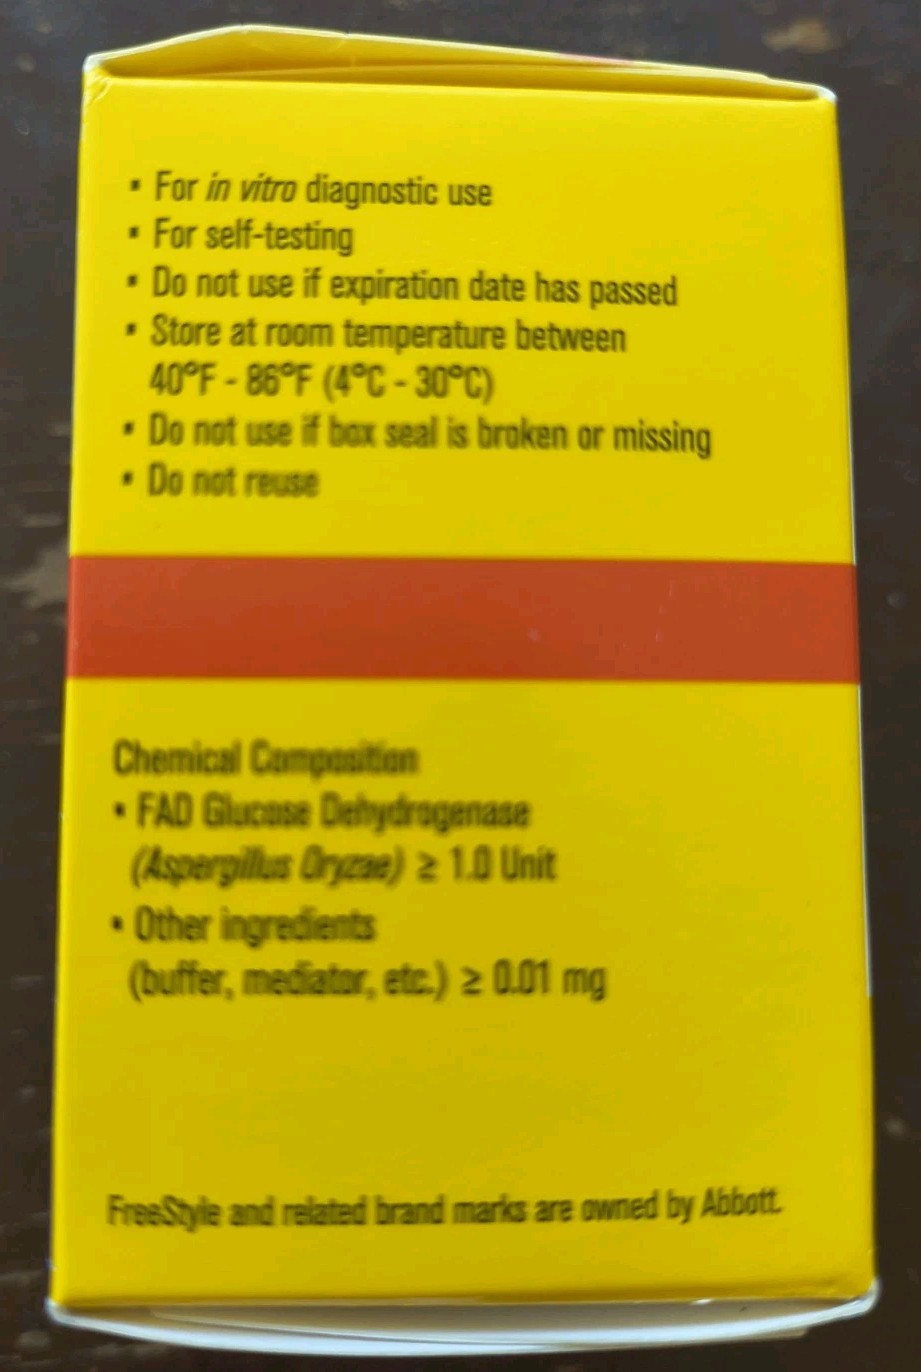 ▪ For in vitro diagnostic use
▪ For self-testing
▪ Do not use if expiration date has passed
▪ Store at room temperature between
40°F - 86°F (4°C - 30°C)
▪ Do not use if box seal is broken or missing
▪ Do not reuse
Chemical Composition
▪ FAD Glucose Dehydrogenase
(Aspergillus Oryzae) ≥ 1.0 Unit
▪ Other ingredients
(buffer, mediator, etc.) ≥ 0.01 mg
FreeStyle and related brand marks are owned by Abbott.